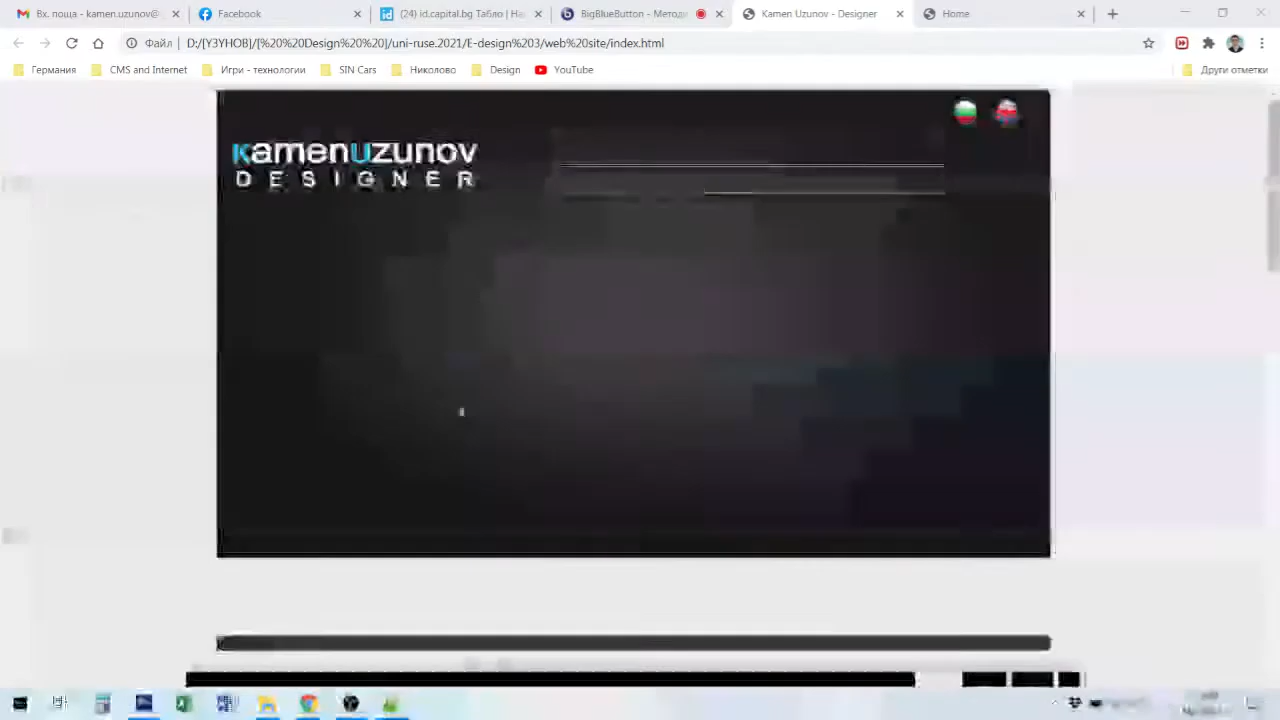 Вх. поща - kamen.uzunov@
Facebook
(24) id.capital.bg Табло | На
BigBlueButton - Методи
Kamen Uzunov - Designer
Home
Файл
D:/[Y3YHOB]/[%20%20Design%20%20]/uni-ruse.2021/E-design%203/web%20site/index.html
Германия
CMS and Internet
Игри - технологии
SIN Cars
Николово
Design
YouTube
Други отметки
KamenUzunov
DESIGNER